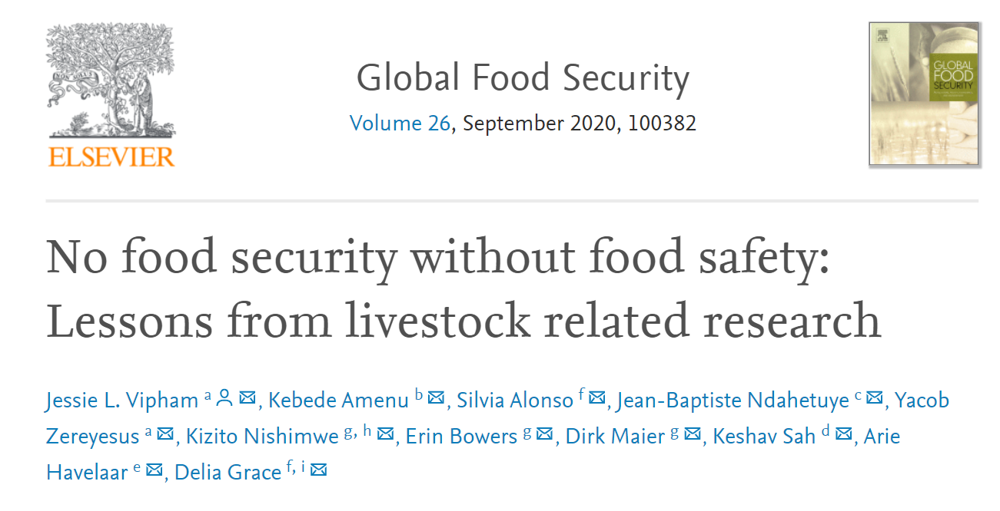 Global Food Security
Volume 26, September 2020, 100382
ELSEVIER
GLOBAL
FOOD
SECURITY
No food security without food safety:
Lessons from livestock related research
Jessie L. Vipham a, Kebede Amenu b, Silvia Alonso f, Jean-Baptiste Ndahetuye c, Yacob
Zereyesus a, Kizito Nishimwe g, h, Erin Bowers g, Dirk Maier g, Keshav Sah d, Arie
Havelaar e, Delia Grace f, i